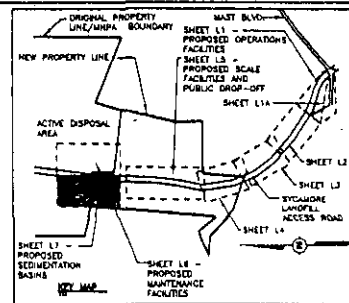 ORIGINAL PROPERTY
LINE/MHPA BOUNDARY
MAST BLVD
SHEET L1 -
PROPOSED OPERATIONS
FACILITIES
NEW PROPERTY LINE
SHEET L5 -
PROPOSED SCALE
FACILITIES AND
PUBLIC DROP-OFF
SHEET L1A
ACTIVE DISPOSAL
AREA
SHEET L2
SHEET L3
SYCAMORE
LANDFILL
ACCESS ROAD
SHEET L4
SHEET L7 -
PROPOSED
SEDIMENTATION
BASINS
SHEET L6 -
PROPOSED
MAINTENANCE
FACILITIES
KEY MAP